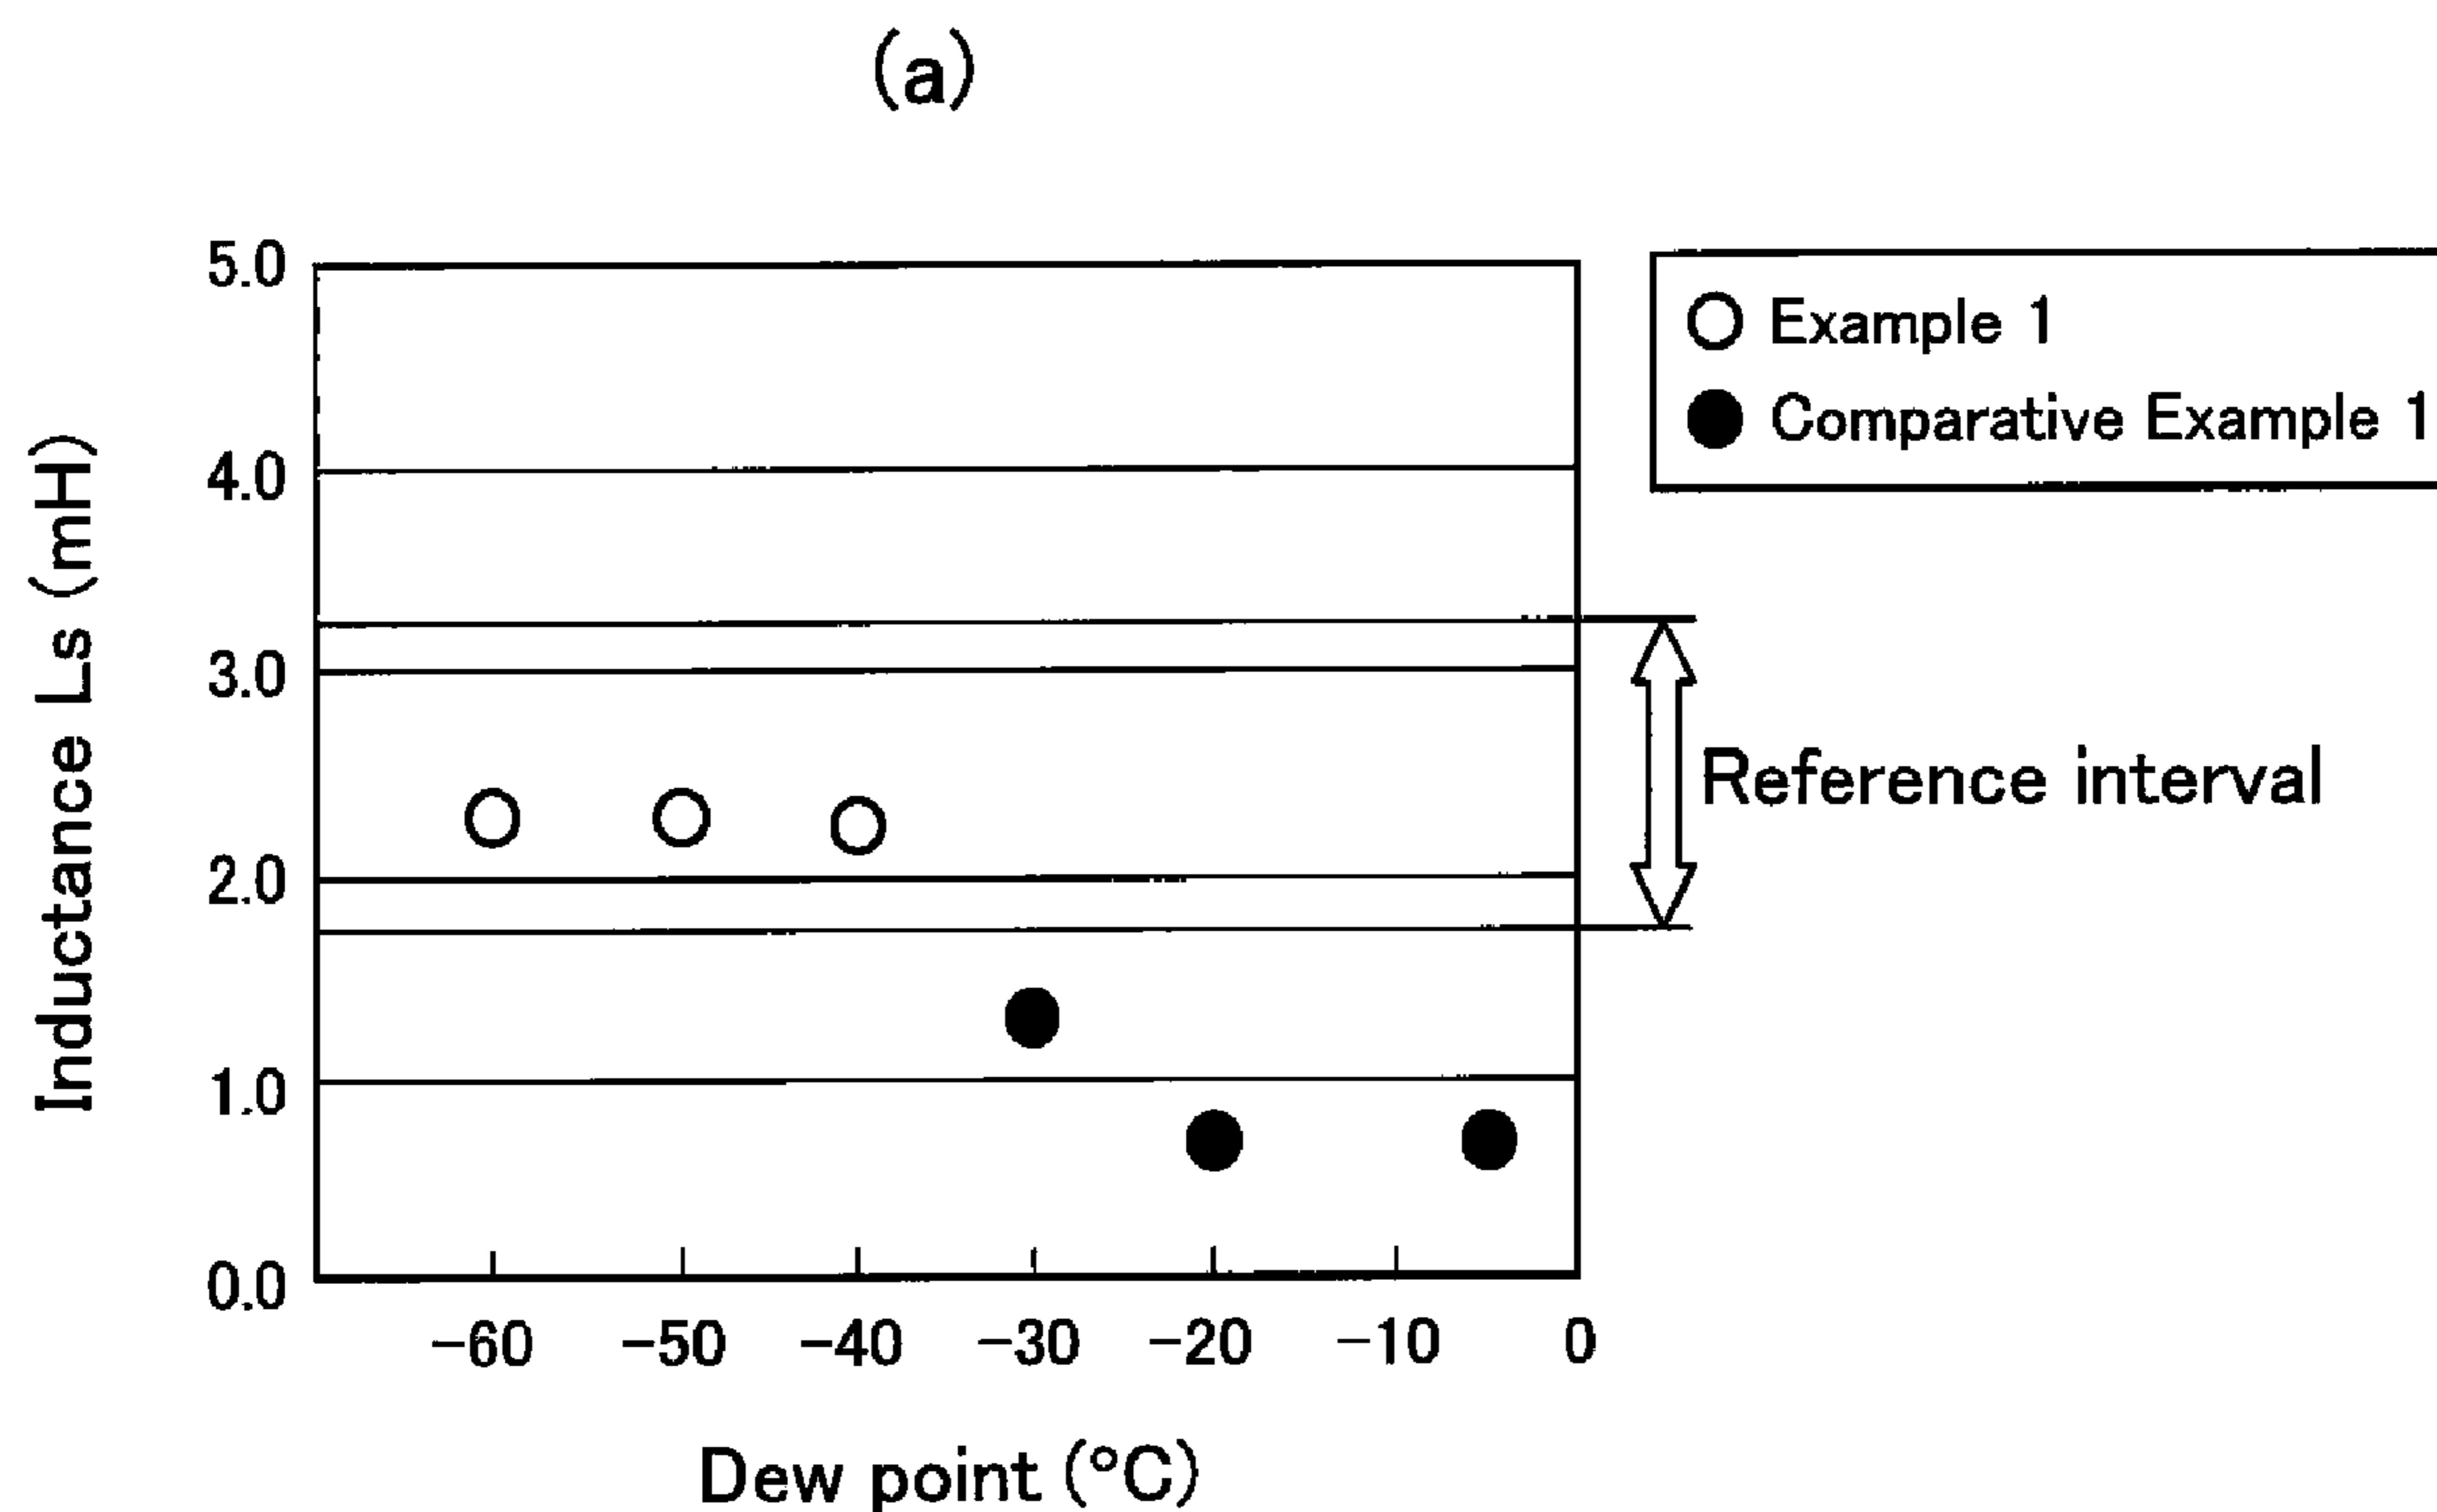 (a)
5.0
4.0
3.0
2.0
1.0
0.0
Inductance Ls (mH)
Example 1
Comparative Example 1
Reference interval
−60 −50 −40 −30 −20 −10 0
Dew point (°C)